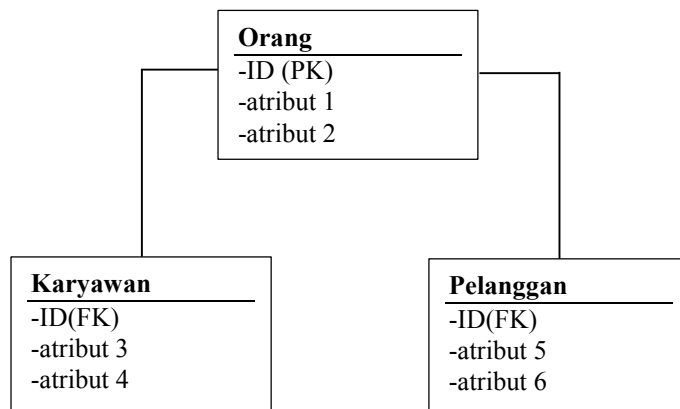 Orang
-ID (PK)
-atribut 1
-atribut 2
Karyawan
-ID(FK)
-atribut 3
-atribut 4
Pelanggan
-ID(FK)
-atribut 5
-atribut 6